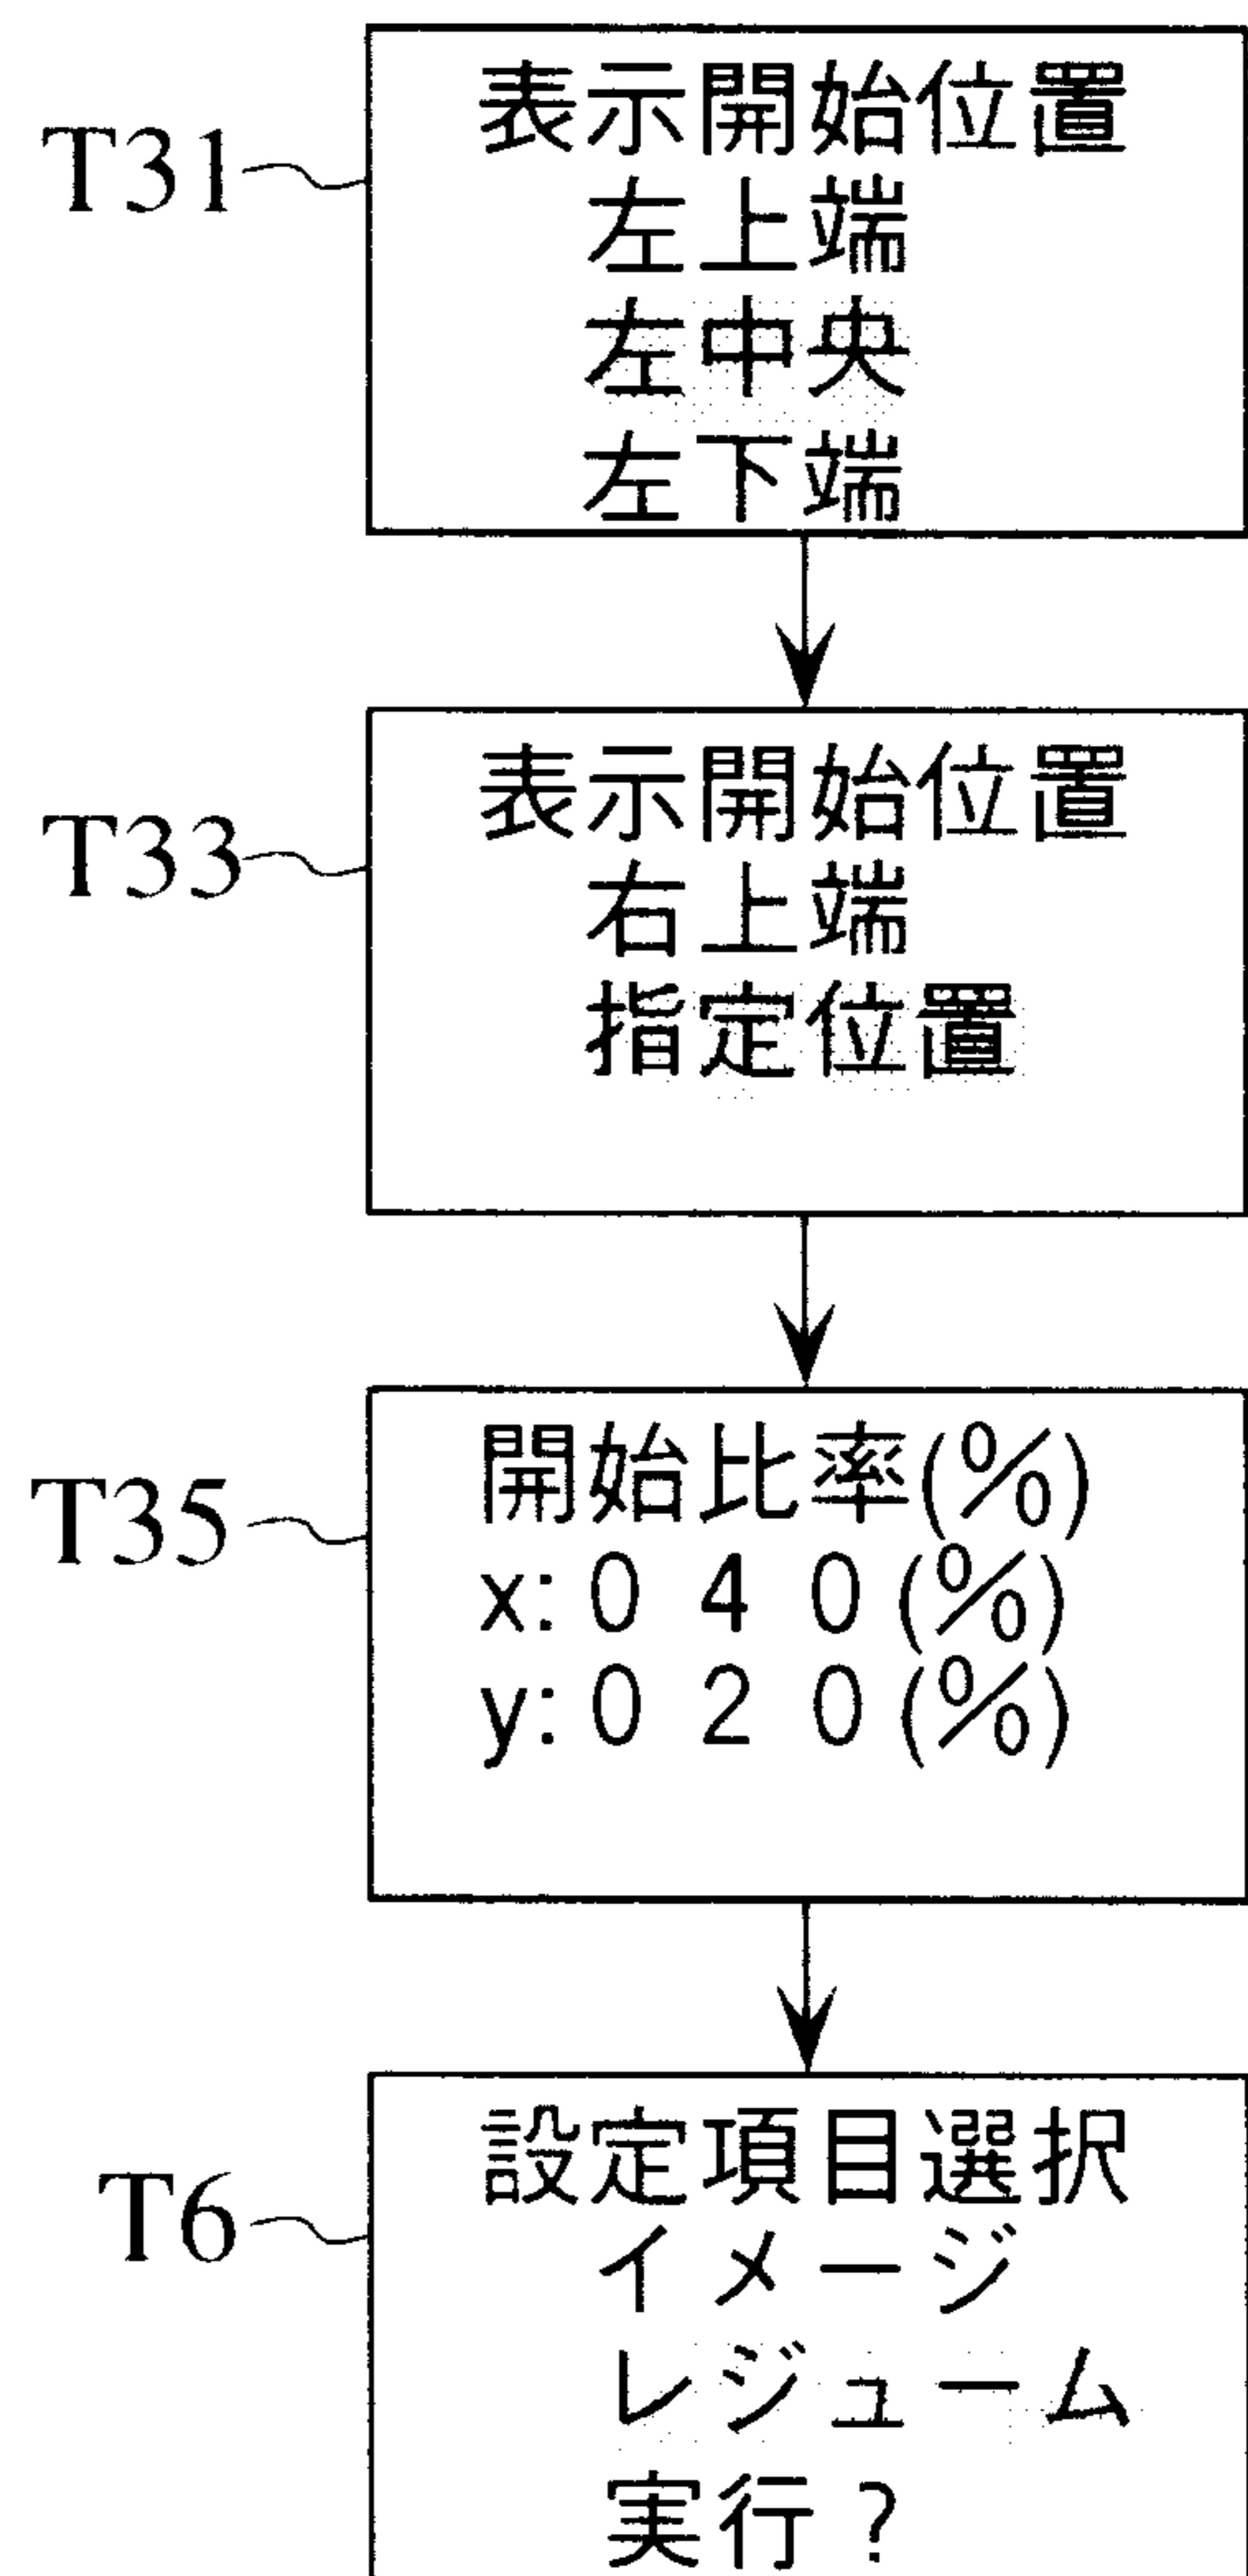 T31
表示開始位置
左上端
左中央
左下端
T33
表示開始位置
右上端
指定位置
T35
開始比率(%)
x:040(%)
y:020(%)
T6
設定項目選択
イメージ
レジューム
実行?